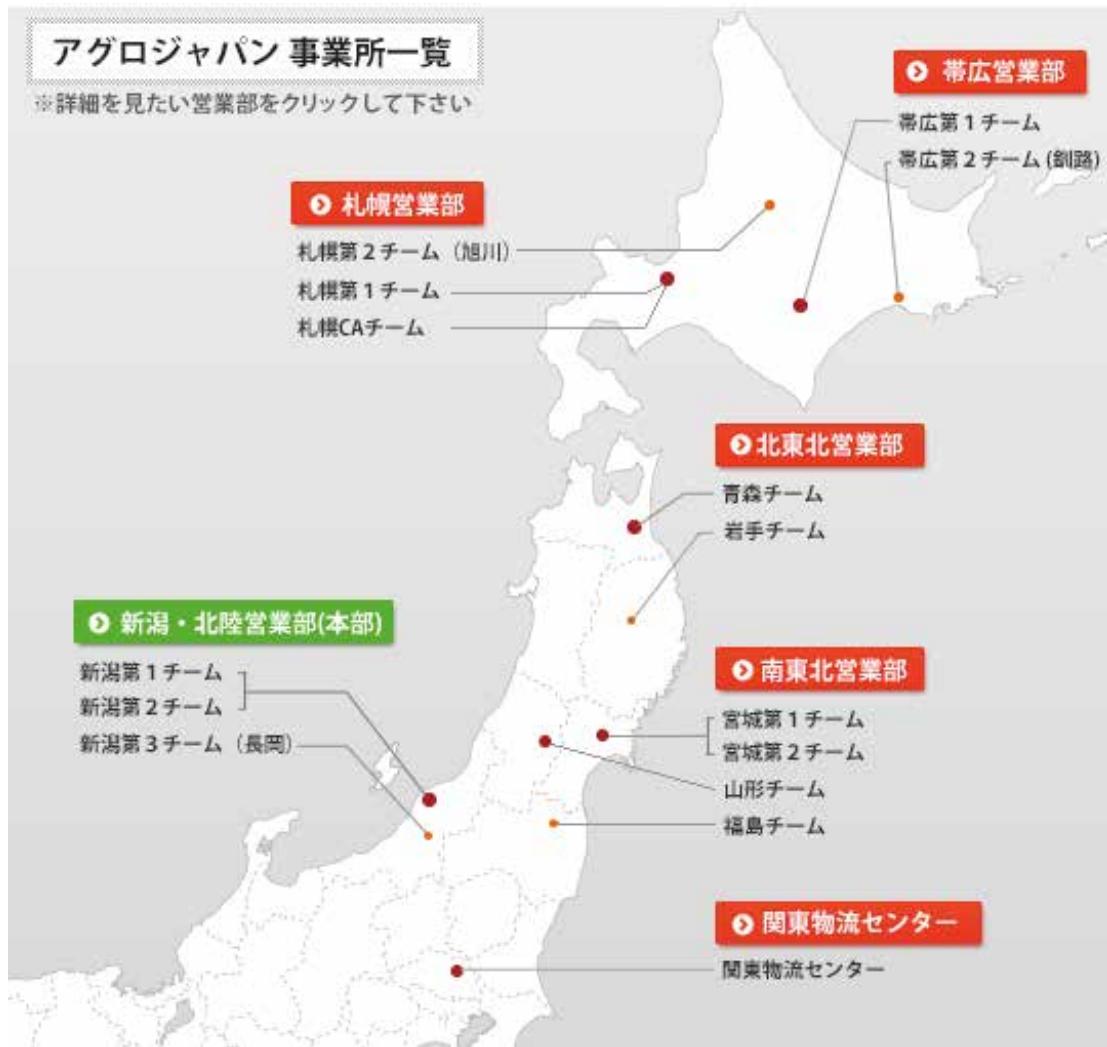 アグロジャパン 事業所一覧
※詳細を見たい営業部をクリックして下さい
帯広営業部
帯広第1チーム
帯広第2チーム(釧路)
札幌営業部
札幌第2チーム（旭川）
札幌第1チーム
札幌CAチーム
北東北営業部
青森チーム
岩手チーム
新潟・北陸営業部(本部)
新潟第1チーム
新潟第2チーム
新潟第3チーム（長岡）
南東北営業部
宮城第1チーム
宮城第2チーム
山形チーム
福島チーム
関東物流センター
関東物流センター